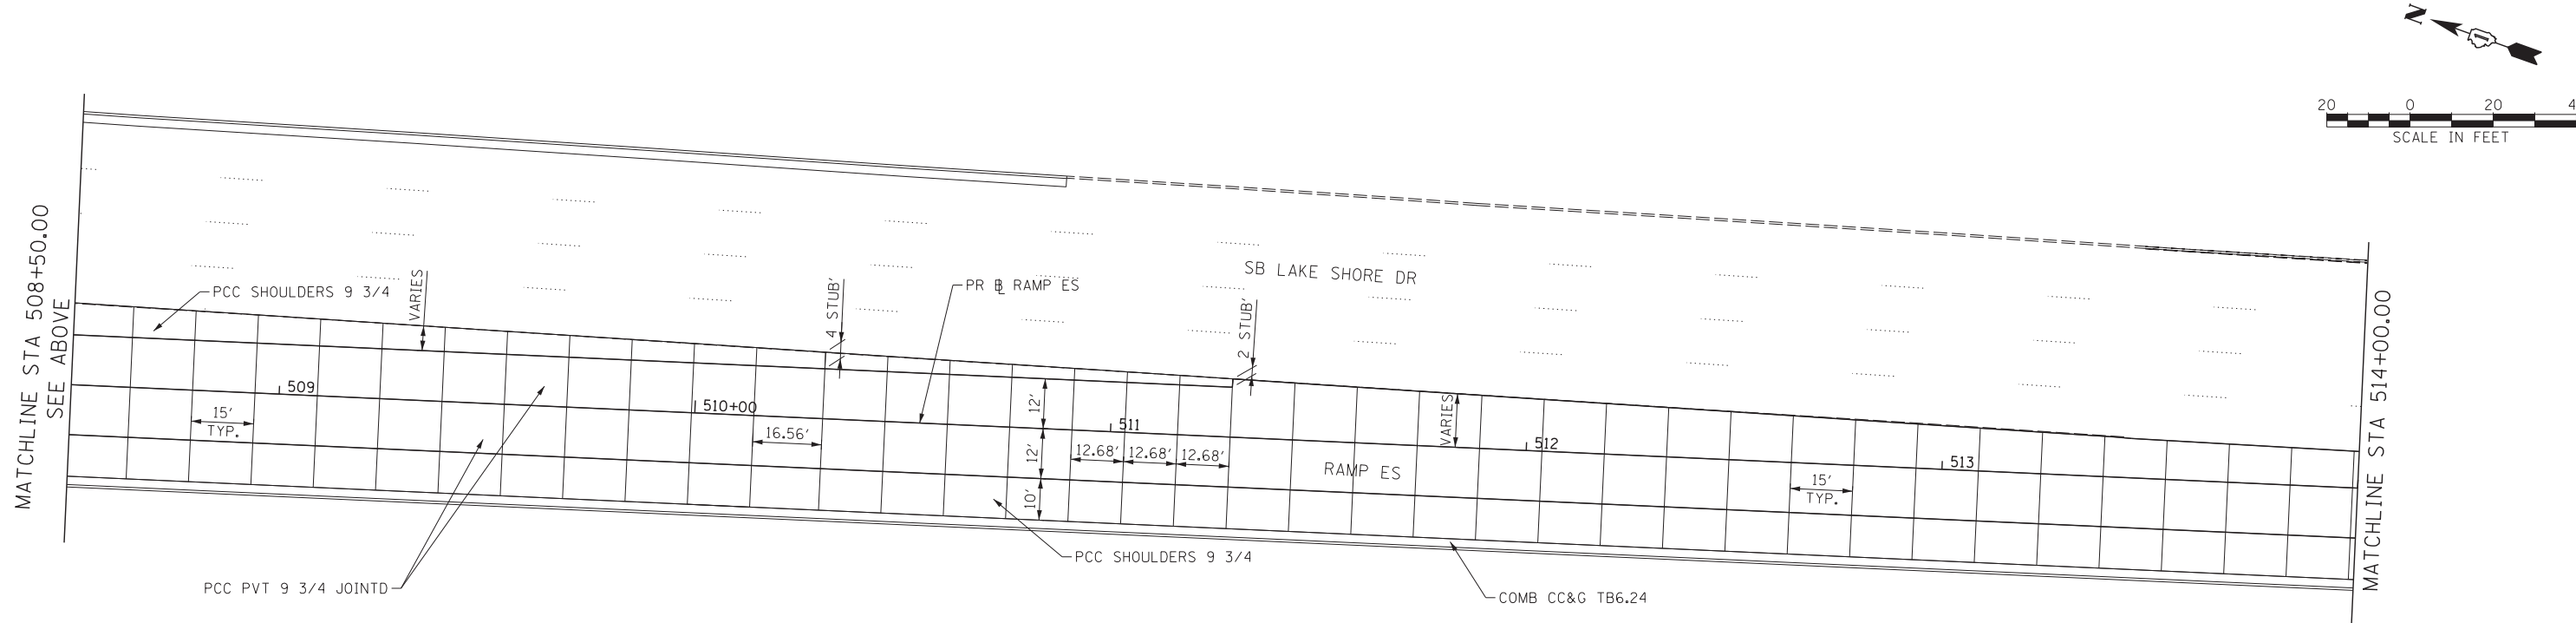 N
20 0 20 4
SCALE IN FEET
MATCHLINE STA 508+50.00
SEE ABOVE
PCC SHOULDERS 9 3/4
VARIES
4 STUB'
PR BL RAMP ES
SB LAKE SHORE DR
2 STUB'
509
510+00
511
512
513
15'
TYP.
16.56'
12'
12'
10'
12.68' 12.68' 12.68'
VARIES
RAMP ES
15'
TYP.
PCC SHOULDERS 9 3/4
PCC PVT 9 3/4 JOINTD
COMB CC&G TB6.24
MATCHLINE STA 514+00.00